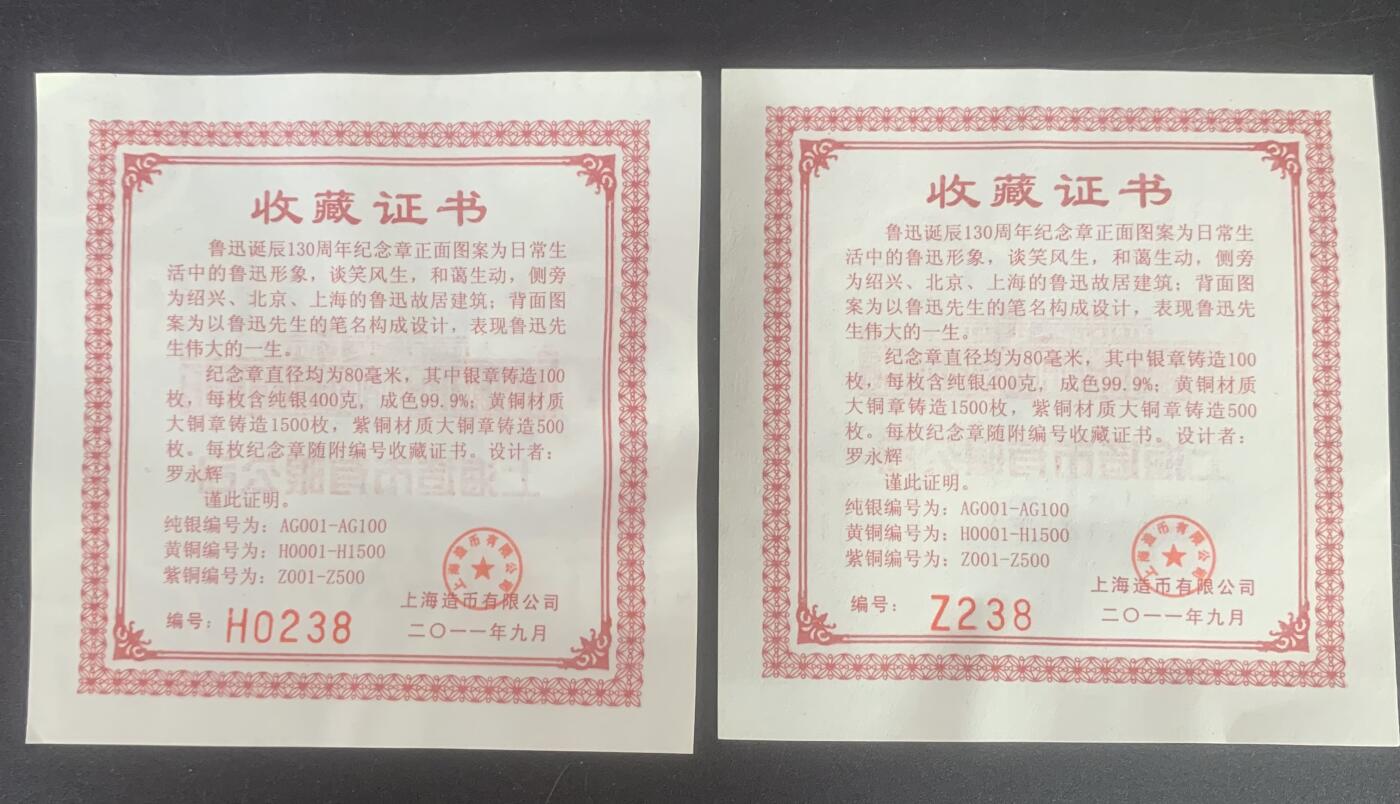 收藏证书
鲁迅诞辰130周年纪念章正面图案为日常生
活中的鲁迅形象，谈笑风生，和蔼生动，侧旁
为绍兴、北京、上海的鲁迅故居建筑；背面图
案为以鲁迅先生的笔名构成设计，表现鲁迅先
生伟大的一生。
纪念章直径均为80毫米，其中银章铸造100
枚，每枚含纯银400克，成色99.9%；黄铜材质
大铜章铸造1500枚，紫铜材质大铜章铸造500
枚。每枚纪念章随附编号收藏证书。设计者：
罗永辉
谨此证明。
纯银编号为：AG001-AG100
黄铜编号为：H0001-H1500
紫铜编号为：Z001-Z500
上海造币有限公司
上海造币有限公司
二〇一一年九月
编号：H0238
收藏证书
鲁迅诞辰130周年纪念章正面图案为日常生
活中的鲁迅形象，谈笑风生，和蔼生动，侧旁
为绍兴、北京、上海的鲁迅故居建筑；背面图
案为以鲁迅先生的笔名构成设计，表现鲁迅先
生伟大的一生。
纪念章直径均为80毫米，其中银章铸造100
枚，每枚含纯银400克，成色99.9%；黄铜材质
大铜章铸造1500枚，紫铜材质大铜章铸造500
枚。每枚纪念章随附编号收藏证书。设计者：
罗永辉
谨此证明。
纯银编号为：AG001-AG100
黄铜编号为：H0001-H1500
紫铜编号为：Z001-Z500
上海造币有限公司
上海造币有限公司
二〇一一年九月
编号：Z238